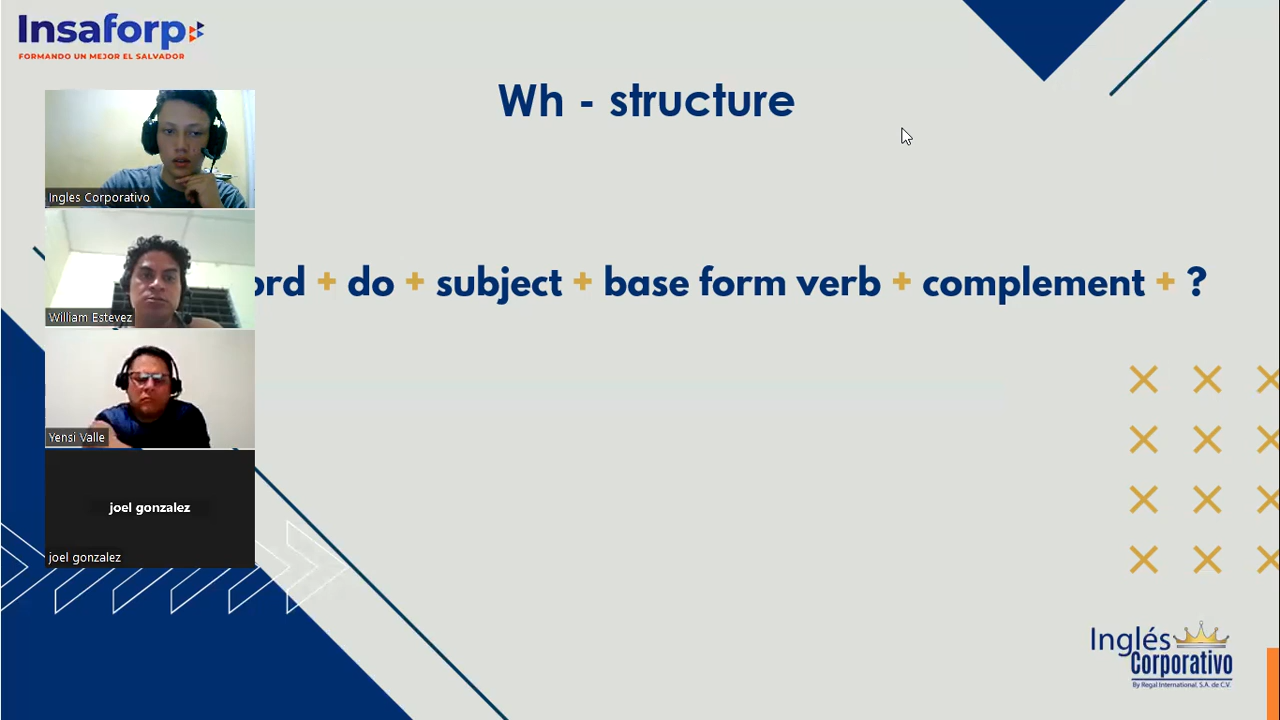 Insaforp
FORMANDO UN MEJOR EL SALVADOR
Wh - structure
Ingles Corporativo
ord + do + subject + base form verb + complement + ?
William Estevez
Yensi Valle
joel gonzalez
joel gonzalez
Inglés
Corporativo
By Regal International, S.A. de C.V.